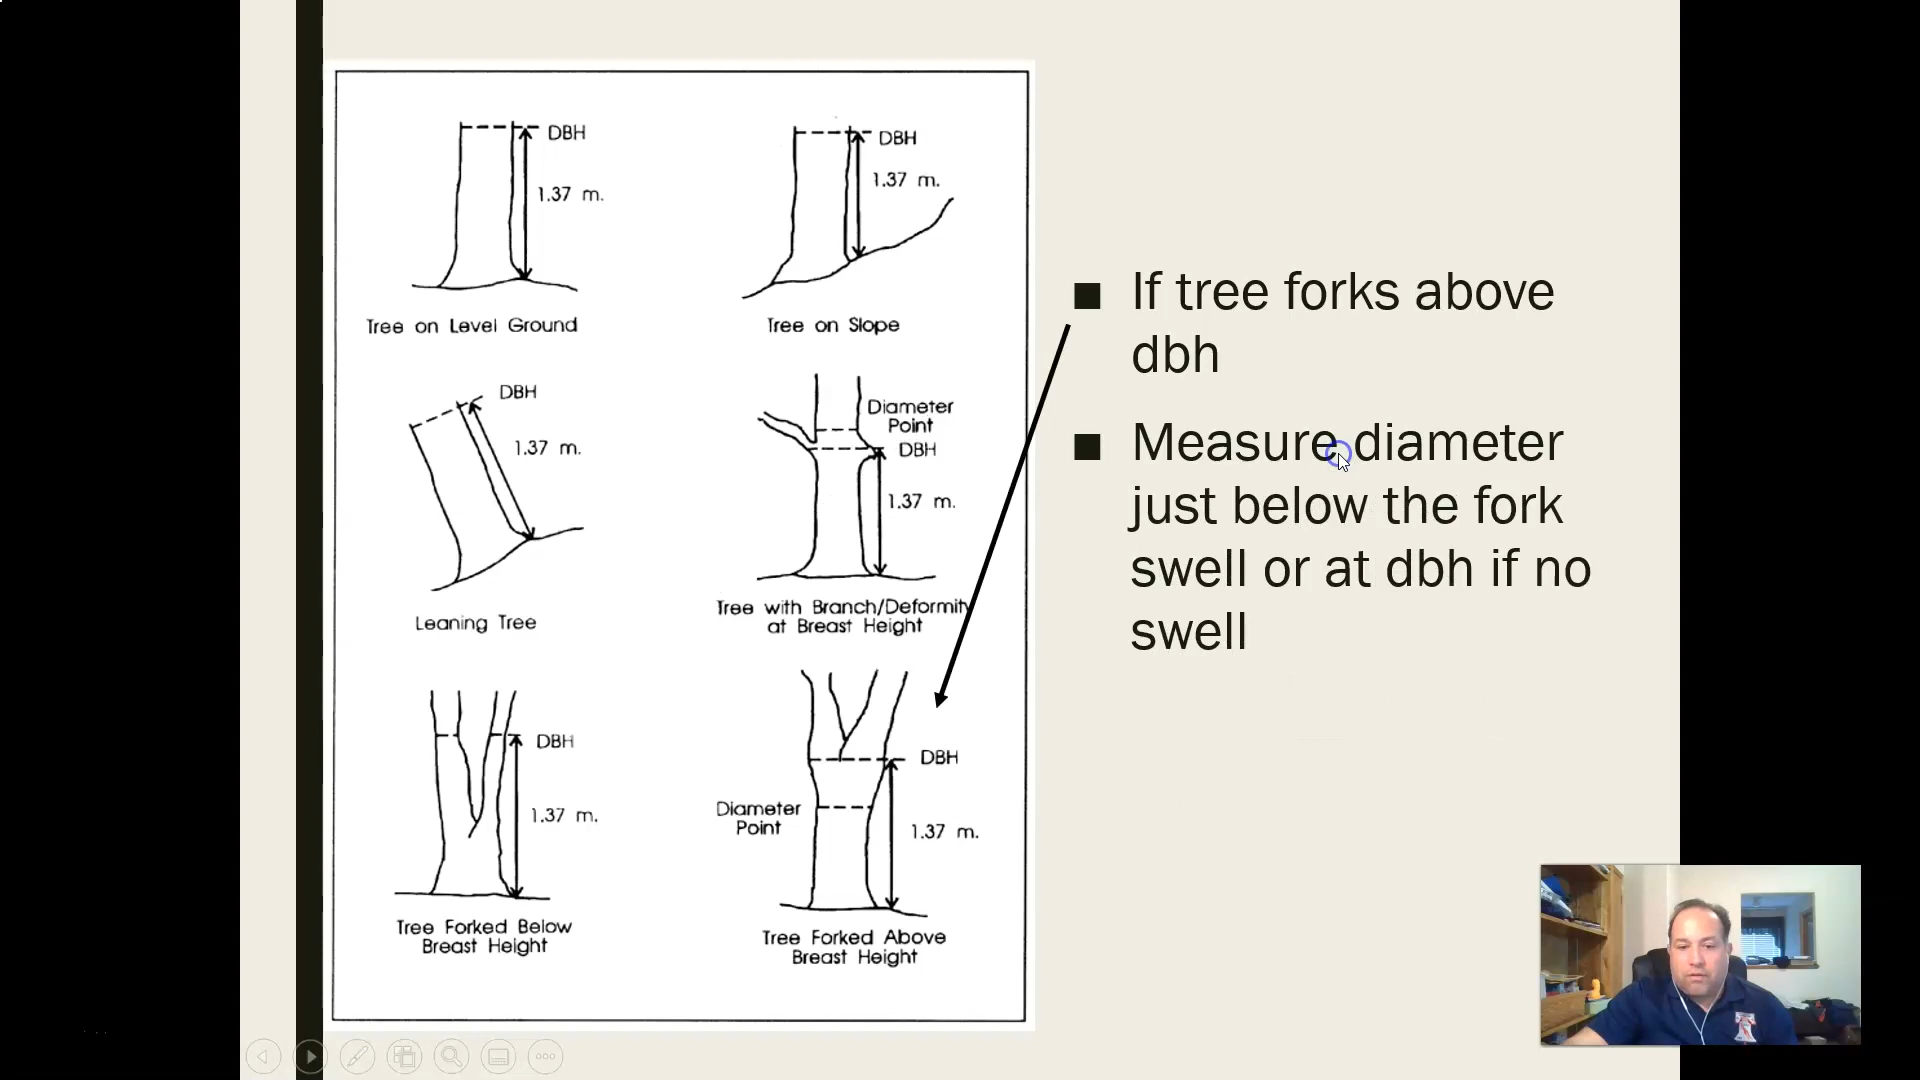 DBH
1.37 m.
Tree on Level Ground
DBH
1.37 m.
Tree on Slope
DBH
1.37 m.
Leaning Tree
Diameter
Point
DBH
1.37 m.
Tree with Branch/Deformity
at Breast Height
DBH
1.37 m.
Tree Forked Below
Breast Height
DBH
Diameter
Point
1.37 m.
Tree Forked Above
Breast Height
■ If tree forks above
dbh
■ Measure diameter
just below the fork
swell or at dbh if no
swell